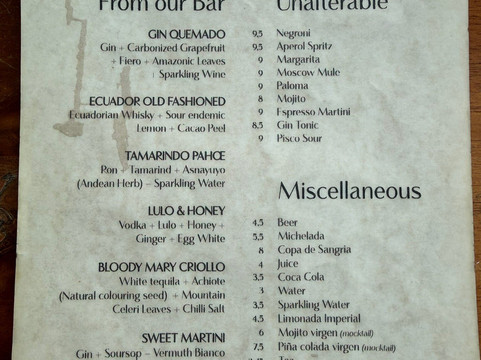 From our Bar
GIN QUEMADO
Gin + Carbonized Grapefruit
+ Fiero + Amazonic Leaves
+ Sparkling Wine
ECUADOR OLD FASHIONED
Ecuadorian Whisky + Sour endemic
Lemon + Cacao Peel
TAMARINDO PAHCE
Ron + Tamarind + Asnayuyo
(Andean Herb) – Sparkling Water
LULO & HONEY
Vodka + Lulo + Honey +
Ginger + Egg White
BLOODY MARY CRIOLLO
White tequila + Achiote
(Natural colouring seed) + Mountain
Celeri Leaves + Chilli Salt
SWEET MARTINI
Gin + Soursop – Vermuth Bianco
Unalterable
9,5 Negroni
9,5 Aperol Spritz
9 Margarita
9 Moscow Mule
9 Paloma
8 Mojito
9 Espresso Martini
8,5 Gin Tonic
9 Pisco Sour
Miscellaneous
4,5 Beer
5,5 Michelada
8 Copa de Sangria
4 Juice
3,5 Coca Cola
3 Water
3,5 Sparkling Water
4,5 Limonada Imperial
6 Mojito virgen (mocktail)
7,5 Piña colada virgen (mocktail)